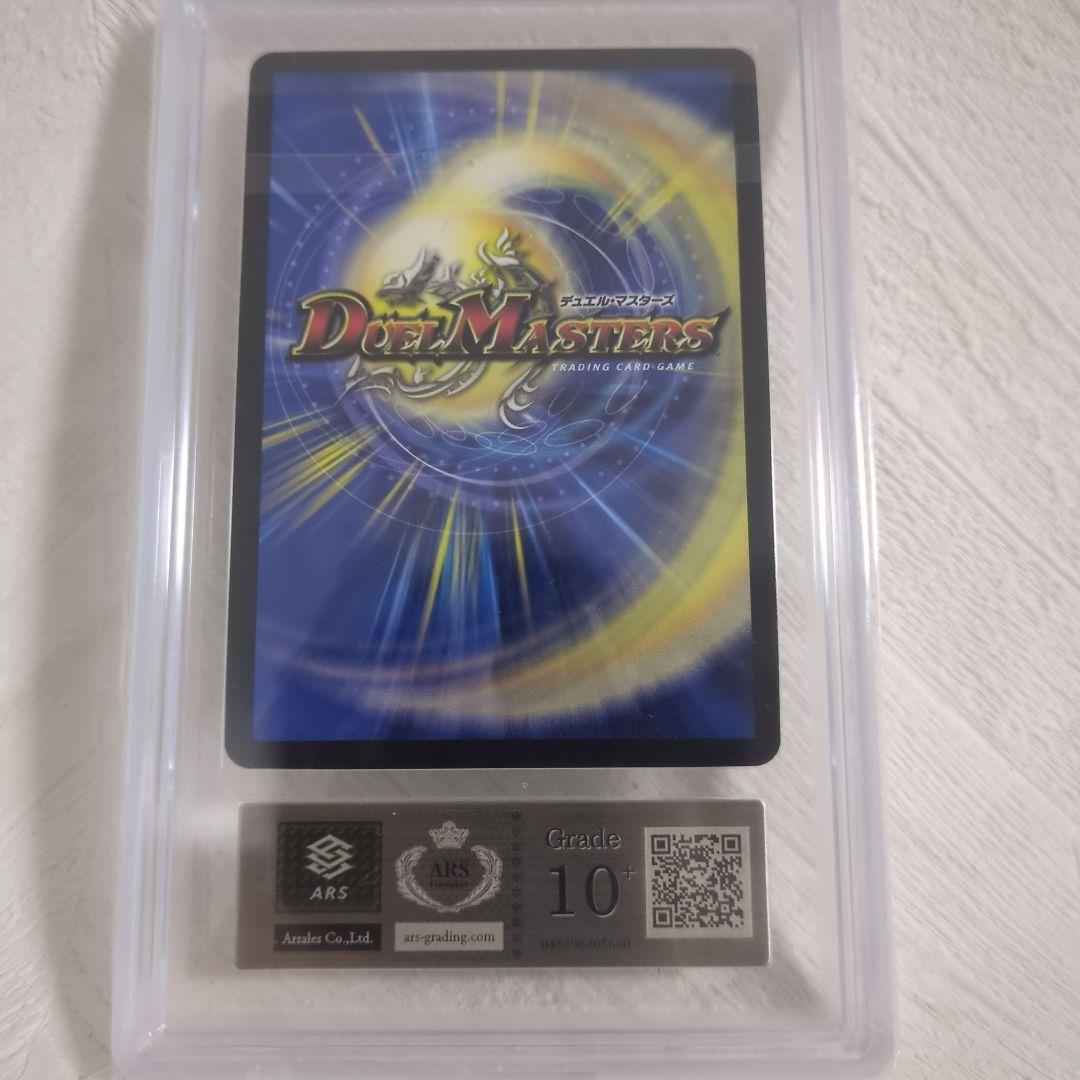 デュエル・マスターズ
DUEL MASTERS
TRADING CARD GAME
ARS
Arsales Co.,Ltd.
ARS
ars-grading.com
Grade
10+